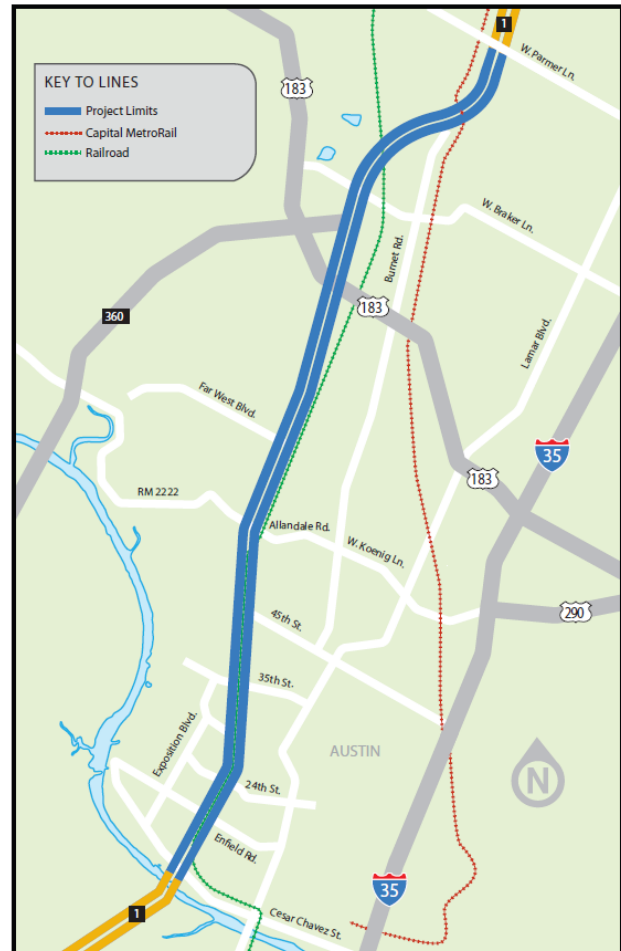 1
W. Parmer Ln.
KEY TO LINES
Project Limits
Capital MetroRail
Railroad
183
W. Braker Ln.
Burnet Rd.
183
360
Lamar Blvd.
Far West Blvd.
35
183
RM 2222
Allandale Rd.
W. Koenig Ln.
290
45th St.
35th St.
Exposition Blvd.
AUSTIN
N
24th St.
Enfield Rd.
35
1
Cesar Chavez St.